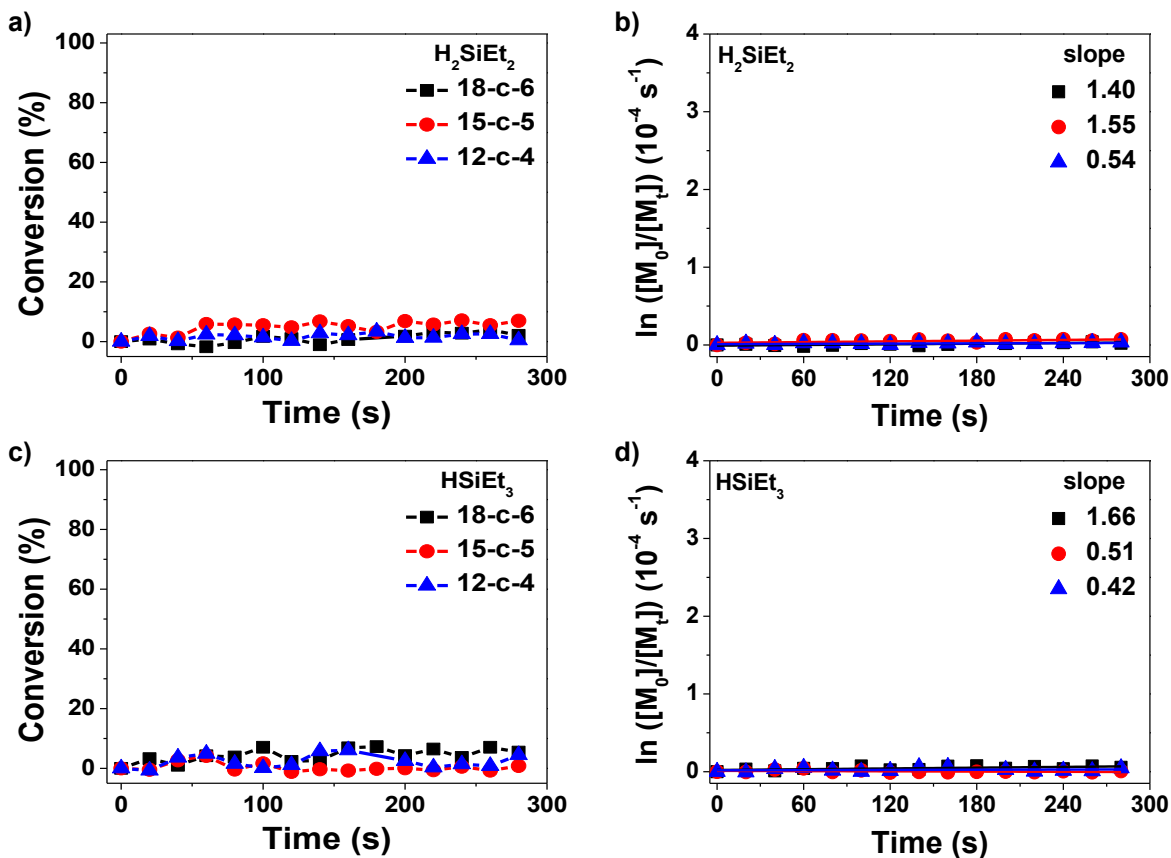 a)
100
80
60
40
20
0
Conversion (%)
H₂SiEt₂
18-c-6
15-c-5
12-c-4
0 100 200 300
Time (s)
b)
4
3
2
1
0
ln ([M₀]/[Mₜ]) (10⁻⁴ s⁻¹)
H₂SiEt₂
slope
1.40
1.55
0.54
0 60 120 180 240 300
Time (s)
c)
100
80
60
40
20
0
Conversion (%)
HSiEt₃
18-c-6
15-c-5
12-c-4
0 100 200 300
Time (s)
d)
4
3
2
1
0
ln ([M₀]/[Mₜ]) (10⁻⁴ s⁻¹)
HSiEt₃
slope
1.66
0.51
0.42
0 60 120 180 240 300
Time (s)